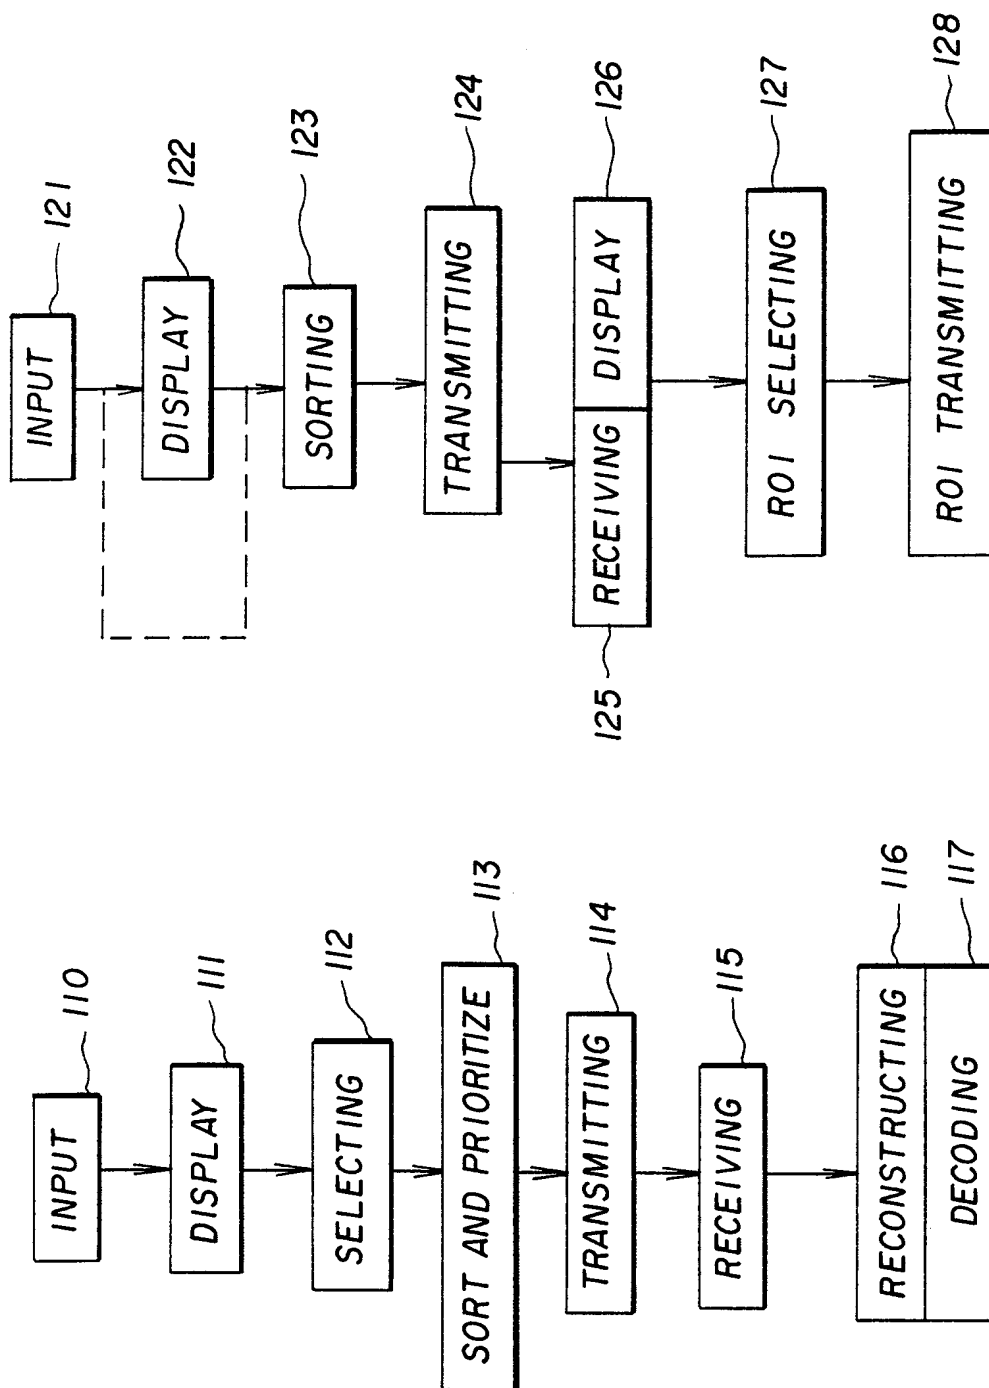 INPUT
110
DISPLAY
111
SELECTING
112
SORT AND PRIORITIZE
113
TRANSMITTING
114
RECEIVING
115
RECONSTRUCTING
116
DECODING
117
INPUT
121
DISPLAY
122
SORTING
123
TRANSMITTING
124
RECEIVING
125
DISPLAY
126
ROI SELECTING
127
ROI TRANSMITTING
128